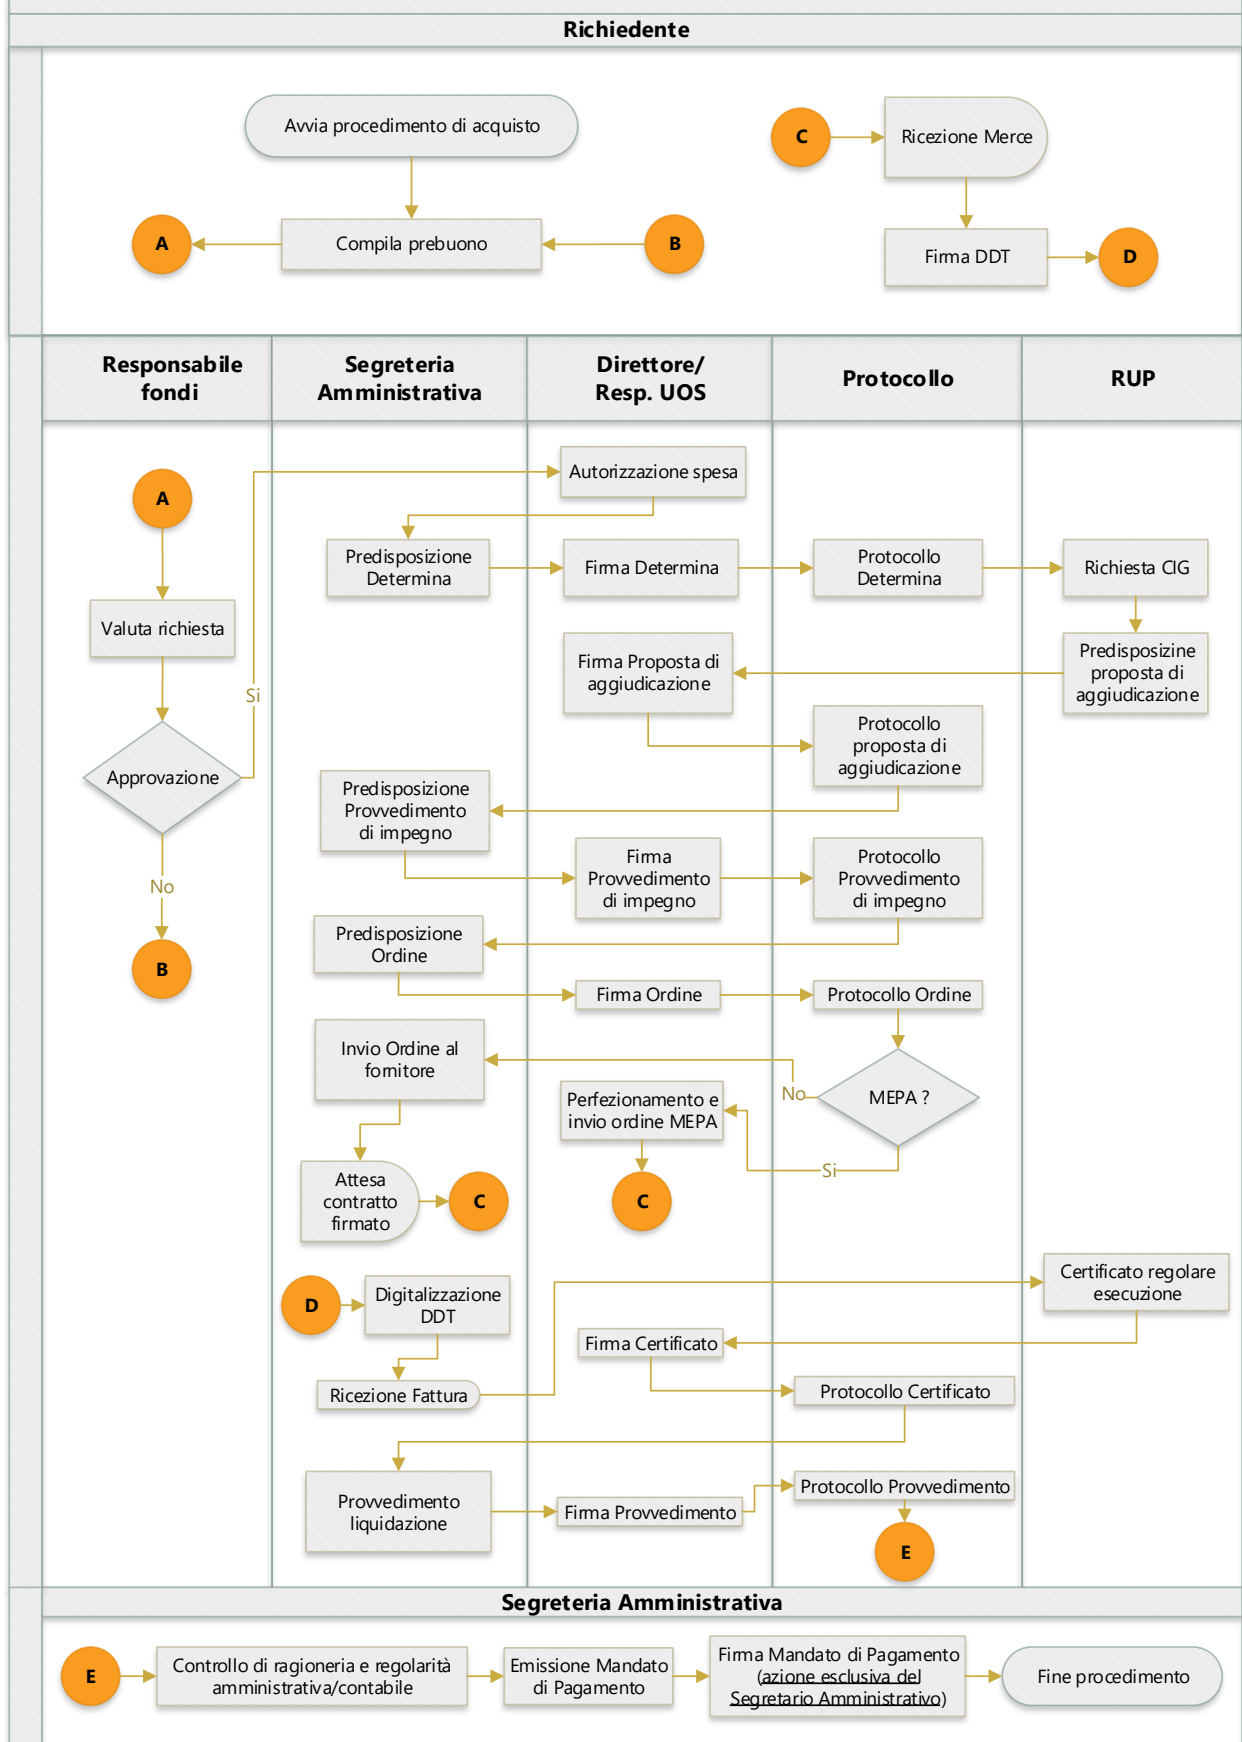 Richiedente
Avvia procedimento di acquisto
C
Ricezione Merce
A
Compila prebuono
B
Firma DDT
D
Responsabile
fondi
Segreteria
Amministrativa
Direttore/
Resp. UOS
Protocollo
RUP
A
Autorizzazione spesa
Predisposizione
Determina
Firma Determina
Protocollo
Determina
Richiesta CIG
Valuta richiesta
Firma Proposta di
aggiudicazione
Predisposizine
proposta di
aggiudicazione
Si
Protocollo
proposta di
aggiudicazione
Approvazione
Predisposizione
Provvedimento
di impegno
No
Firma
Provvedimento
di impegno
Protocollo
Provvedimento
di impegno
Predisposizione
Ordine
B
Firma Ordine
Protocollo Ordine
Invio Ordine al
fornitore
No
MEPA ?
Perfezionamento e
invio ordine MEPA
Si
Attesa
contratto
firmato
C
C
D
Digitalizzazione
DDT
Certificato regolare
esecuzione
Firma Certificato
Ricezione Fattura
Protocollo Certificato
Provvedimento
liquidazione
Firma Provvedimento
Protocollo Provvedimento
E
Segreteria Amministrativa
E
Controllo di ragioneria e regolarità
amministrativa/contabile
Emissione Mandato
di Pagamento
Firma Mandato di Pagamento
(azione esclusiva del
Segretario Amministrativo)
Fine procedimento